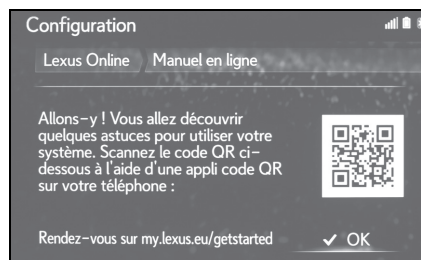 Configuration
Lexus Online
Manuel en ligne
Allons-y ! Vous allez découvrir
quelques astuces pour utiliser votre
système. Scannez le code QR ci-
dessous à l'aide d'une appli code QR
sur votre téléphone :
Rendez-vous sur my.lexus.eu/getstarted
OK